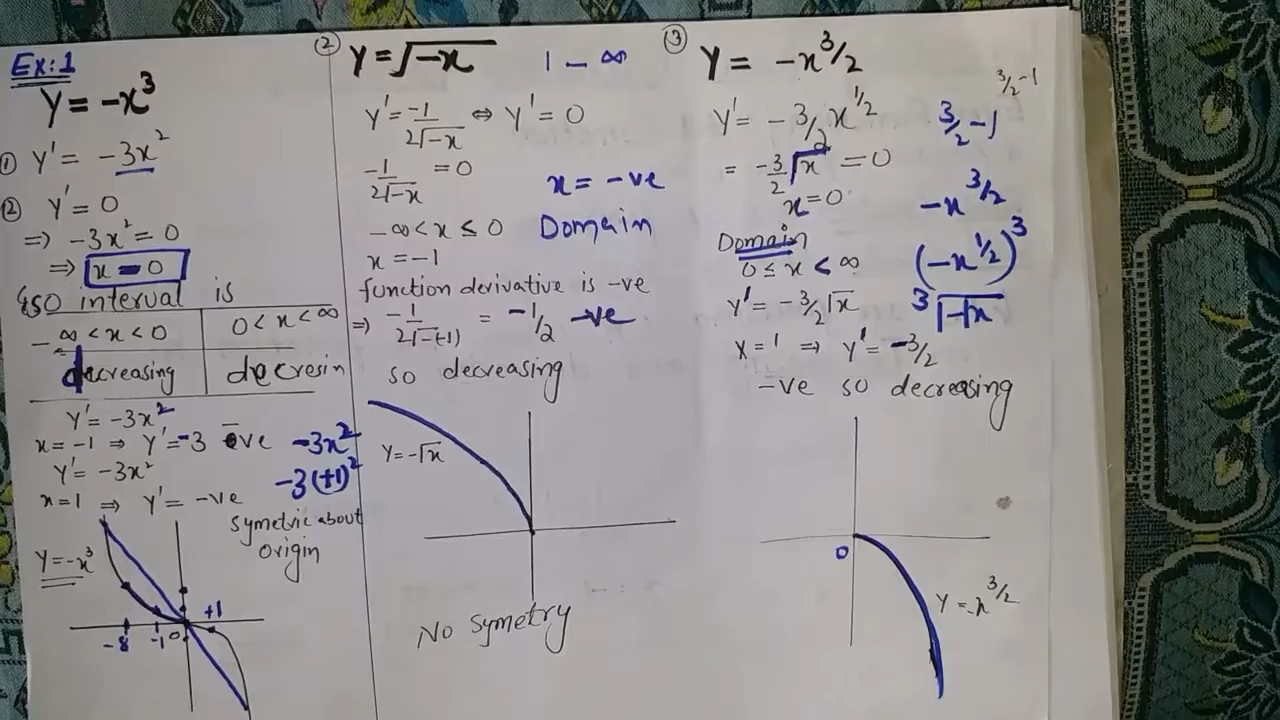 Ex:1
Y = -x³
① Y' = -3x²
② Y' = 0
⇒ -3x² = 0
⇒ x = 0
so interval is
-∞ < x < 0 | 0 < x < ∞
decreasing | decresin
Y' = -3x²
x = -1 ⇒ Y' = -3 -ve
-3x²
Y' = -3x²
-3(+1)²
x = 1 ⇒ Y' = -ve
Symetric about
origin
Y = -x³
-8 -1 0 +1
② Y = √-x
1 - ∞
Y' = -1/2√-x ⇔ Y' = 0
-1/2√-x = 0
x = -ve
-∞ < x ≤ 0 Domain
x = -1
function derivative is -ve
⇒ -1/2√-(-1) = -1/2 -ve
so decreasing
Y = -√x
No Symetry
③ Y = -x^3/2
Y' = -3/2 x^1/2
3/2 - 1
3/2 - 1
= -3/2 √x = 0
x = 0
-x^3/2
Domain
0 ≤ x < ∞
(-x^1/2)³
Y' = -3/2√x
x = 1 ⇒ Y' = -3/2
-ve so decreasing
0
Y = -x^3/2